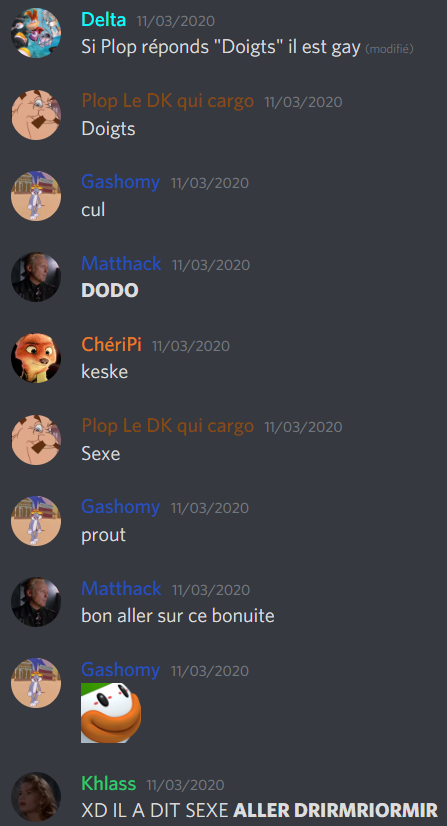 Delta 11/03/2020
Si Plop réponds "Doigts" il est gay (modifié)
Plop Le DK qui cargo 11/03/2020
Doigts
Gashomy 11/03/2020
cul
Matthack 11/03/2020
DODO
ChériPi 11/03/2020
keske
Plop Le DK qui cargo 11/03/2020
Sexe
Gashomy 11/03/2020
prout
Matthack 11/03/2020
bon aller sur ce bonuite
Gashomy 11/03/2020
Khlass 11/03/2020
XD IL A DIT SEXE ALLER DRIRMRIORMIR